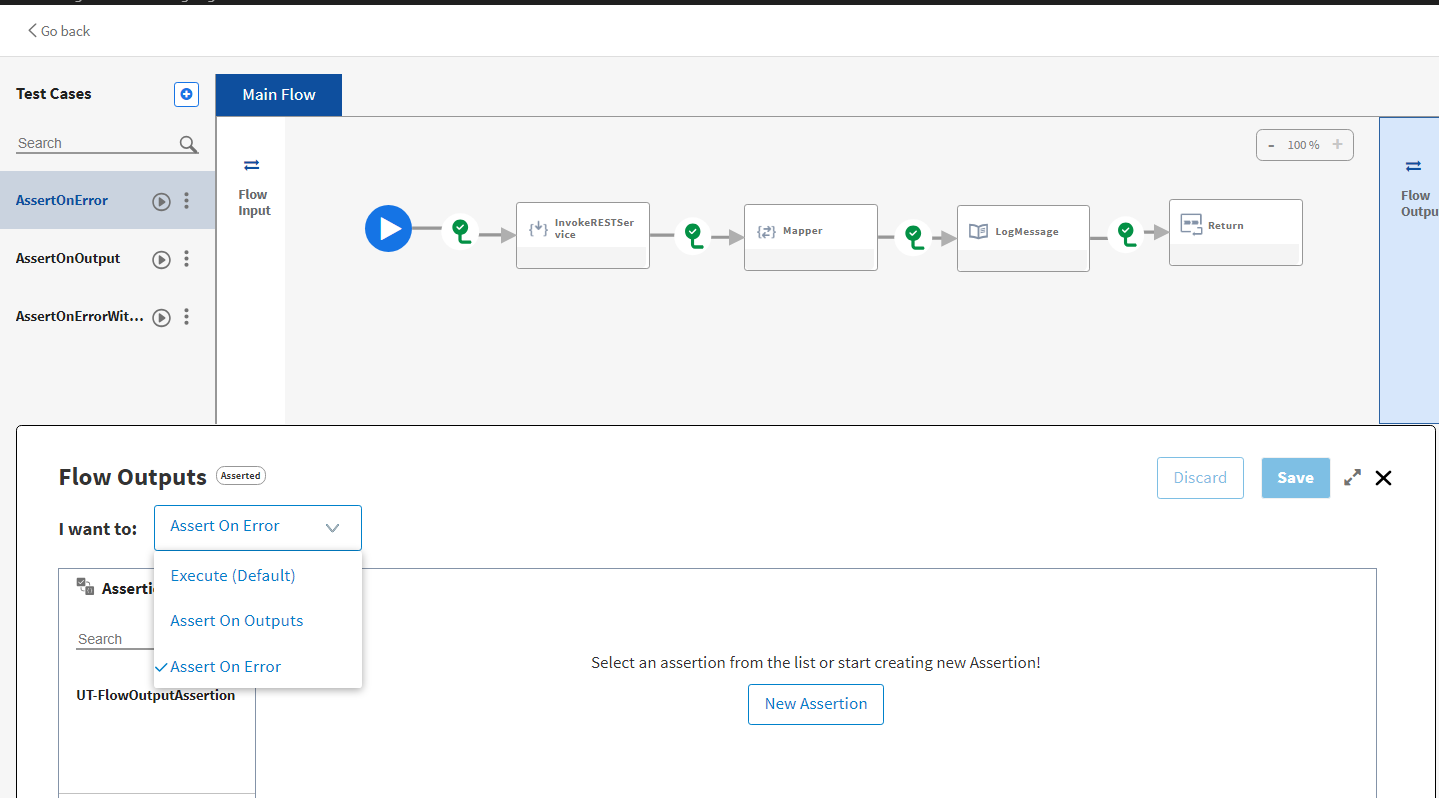 Go back
Test Cases
Search
AssertOnError
AssertOnOutput
AssertOnErrorWit...
Main Flow
Flow
Input
- 100 % +
InvokeRESTSer
vice
Mapper
LogMessage
Return
Flow
Outpu
Flow Outputs Asserted
Discard
Save
I want to: Assert On Error
Execute (Default)
Assert On Outputs
Assert On Error
Asserti
Search
UT-FlowOutputAssertion
Select an assertion from the list or start creating new Assertion!
New Assertion